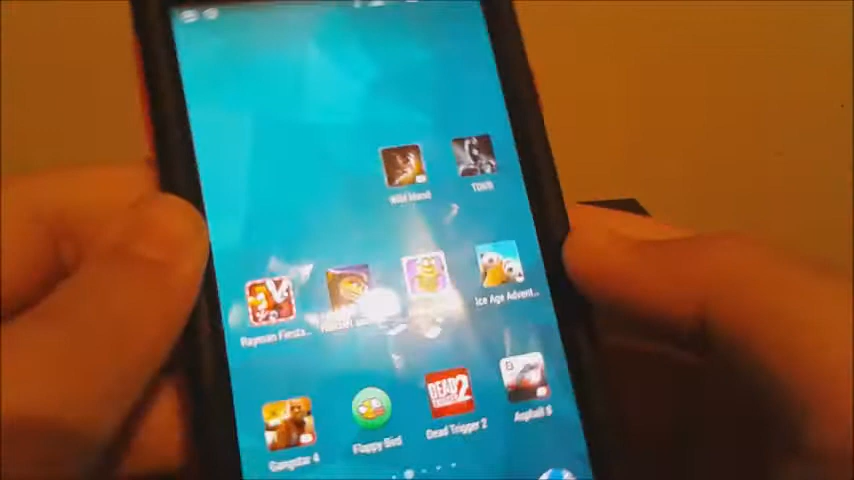 Wild Blood
TDKR
Rayman Fiesta...
Ice Age Advent...
DEAD
TRIGGER
2
Gangstar 4
Flappy Bird
Dead Trigger 2
Asphalt 8